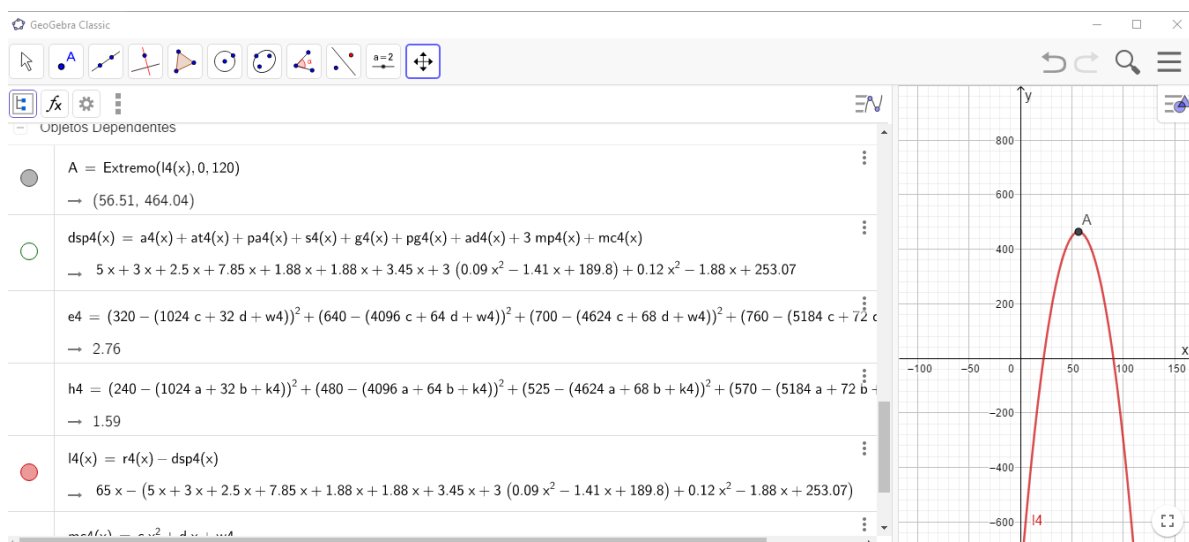 GeoGebra Classic
A
a=2
fx
Objetos Dependentes
A = Extremo(l4(x), 0, 120)
→ (56.51, 464.04)
dsp4(x) = a4(x) + at4(x) + pa4(x) + s4(x) + g4(x) + pg4(x) + ad4(x) + 3 mp4(x) + mc4(x)
→ 5 x + 3 x + 2.5 x + 7.85 x + 1.88 x + 1.88 x + 3.45 x + 3 (0.09 x² − 1.41 x + 189.8) + 0.12 x² − 1.88 x + 253.07
e4 = (320 − (1024 c + 32 d + w4))² + (640 − (4096 c + 64 d + w4))² + (700 − (4624 c + 68 d + w4))² + (760 − (5184 c + 72 d
→ 2.76
h4 = (240 − (1024 a + 32 b + k4))² + (480 − (4096 a + 64 b + k4))² + (525 − (4624 a + 68 b + k4))² + (570 − (5184 a + 72 b +
→ 1.59
l4(x) = r4(x) − dsp4(x)
→ 65 x − (5 x + 3 x + 2.5 x + 7.85 x + 1.88 x + 1.88 x + 3.45 x + 3 (0.09 x² − 1.41 x + 189.8) + 0.12 x² − 1.88 x + 253.07)
mc4(x) = c x² + d x + w4
y
800
600
A
400
200
x
−100 −50 0 50 100 150
−200
−400
−600
l4